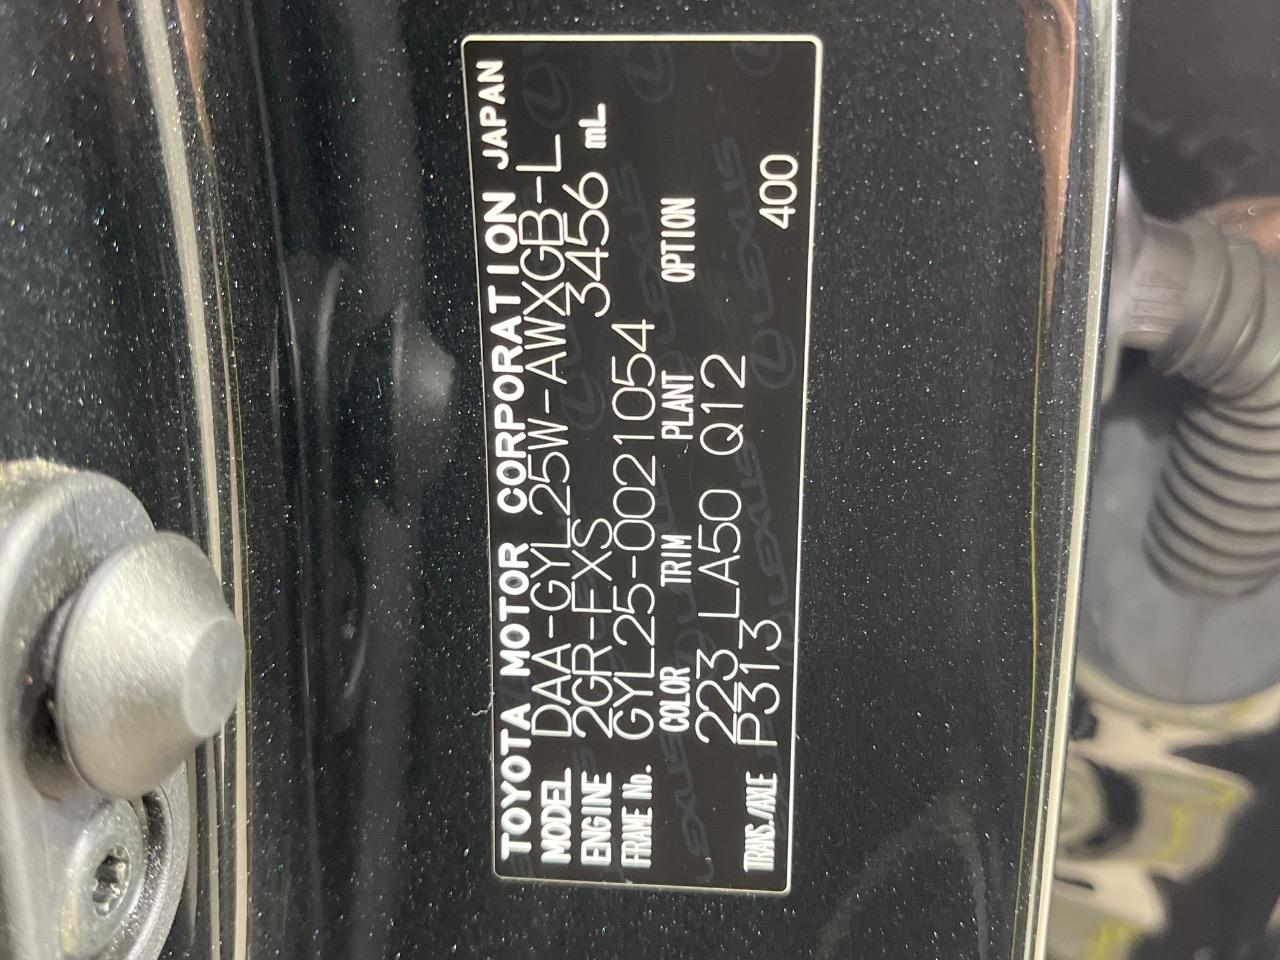 TOYOTA MOTOR CORPORATION JAPAN
MODEL DAA-GYL25W-AWXGB-L
ENGINE 2GR-FXS 3456 mL
FRAME No. GYL25-0021054
COLOR TRIM PLANT OPTION
223 LA50 Q12
TRANS./AXLE P313 400